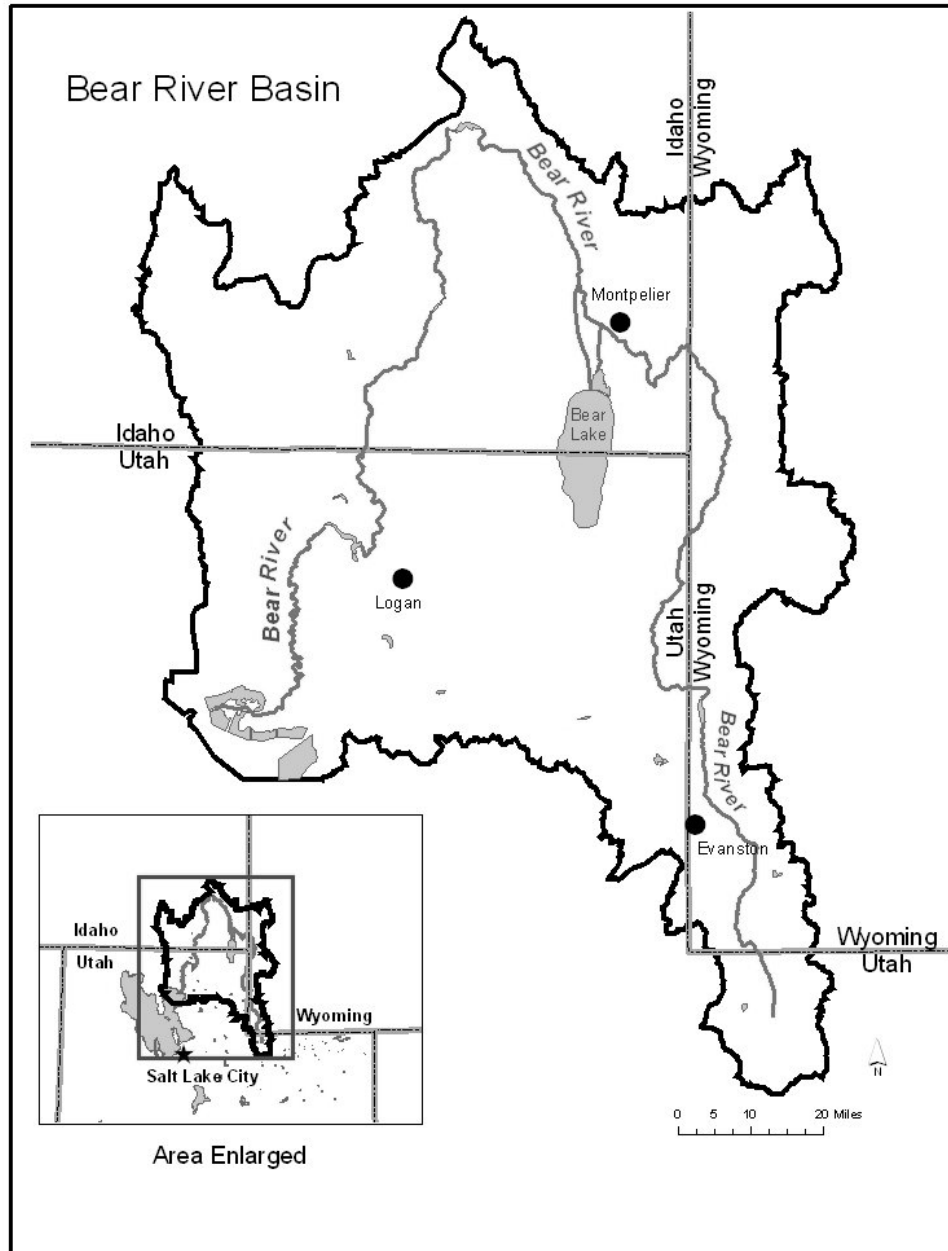 Bear River Basin
Idaho
Wyoming
Bear River
Montpelier
Bear
Lake
Idaho
Utah
Bear River
Logan
Utah
Wyoming
Bear River
Evanston
Wyoming
Utah
Idaho
Utah
Wyoming
Salt Lake City
Area Enlarged
N
0 5 10 20 Miles